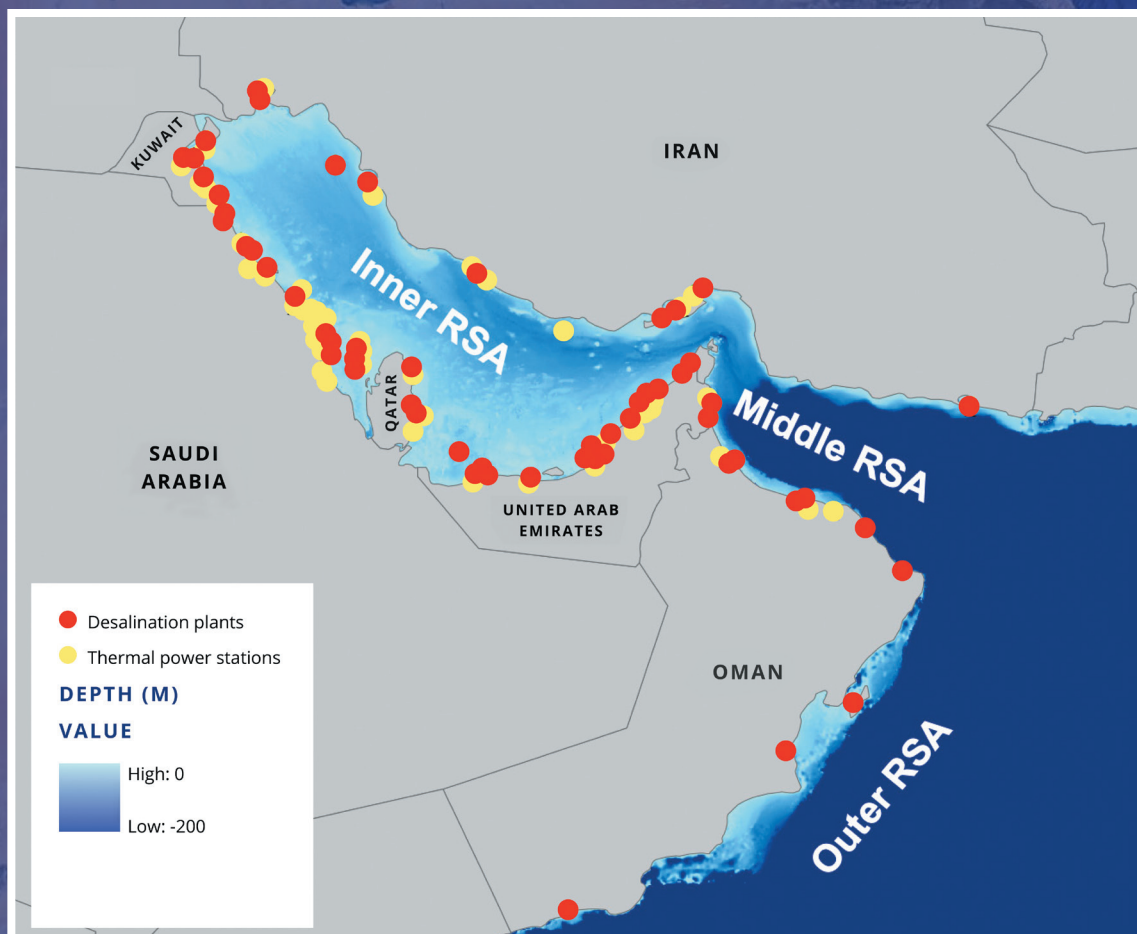 KUWAIT
IRAN
Inner RSA
QATAR
Middle RSA
SAUDI
ARABIA
UNITED ARAB
EMIRATES
OMAN
Outer RSA
Desalination plants
Thermal power stations
DEPTH (M)
VALUE
High: 0
Low: -200